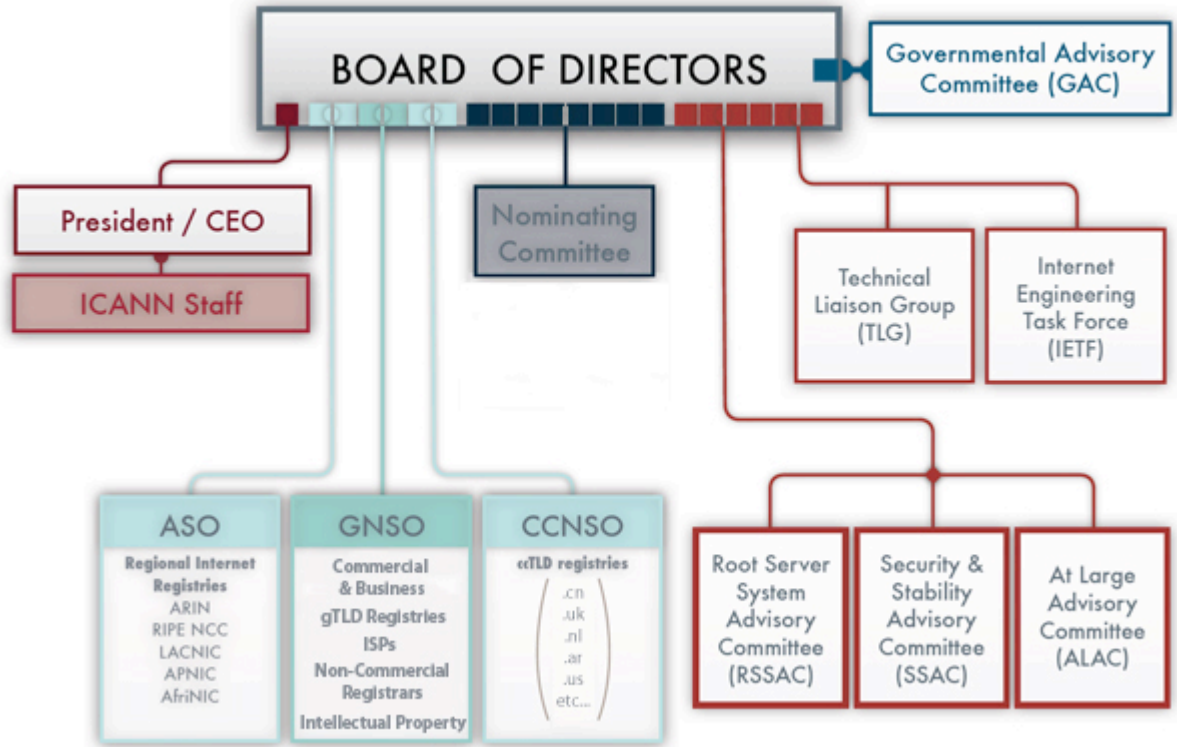 BOARD OF DIRECTORS
Governmental Advisory
Committee (GAC)
President / CEO
ICANN Staff
Nominating
Committee
Technical
Liaison Group
(TLG)
Internet
Engineering
Task Force
(IETF)
ASO
Regional Internet
Registries
ARIN
RIPE NCC
LACNIC
APNIC
AfriNIC
GNSO
Commercial
& Business
gTLD Registries
ISPs
Non-Commercial
Registrars
Intellectual Property
CCNSO
ccTLD registries
.cn
.uk
.nl
.ar
.us
etc...
Root Server
System
Advisory
Committee
(RSSAC)
Security &
Stability
Advisory
Committee
(SSAC)
At Large
Advisory
Committee
(ALAC)